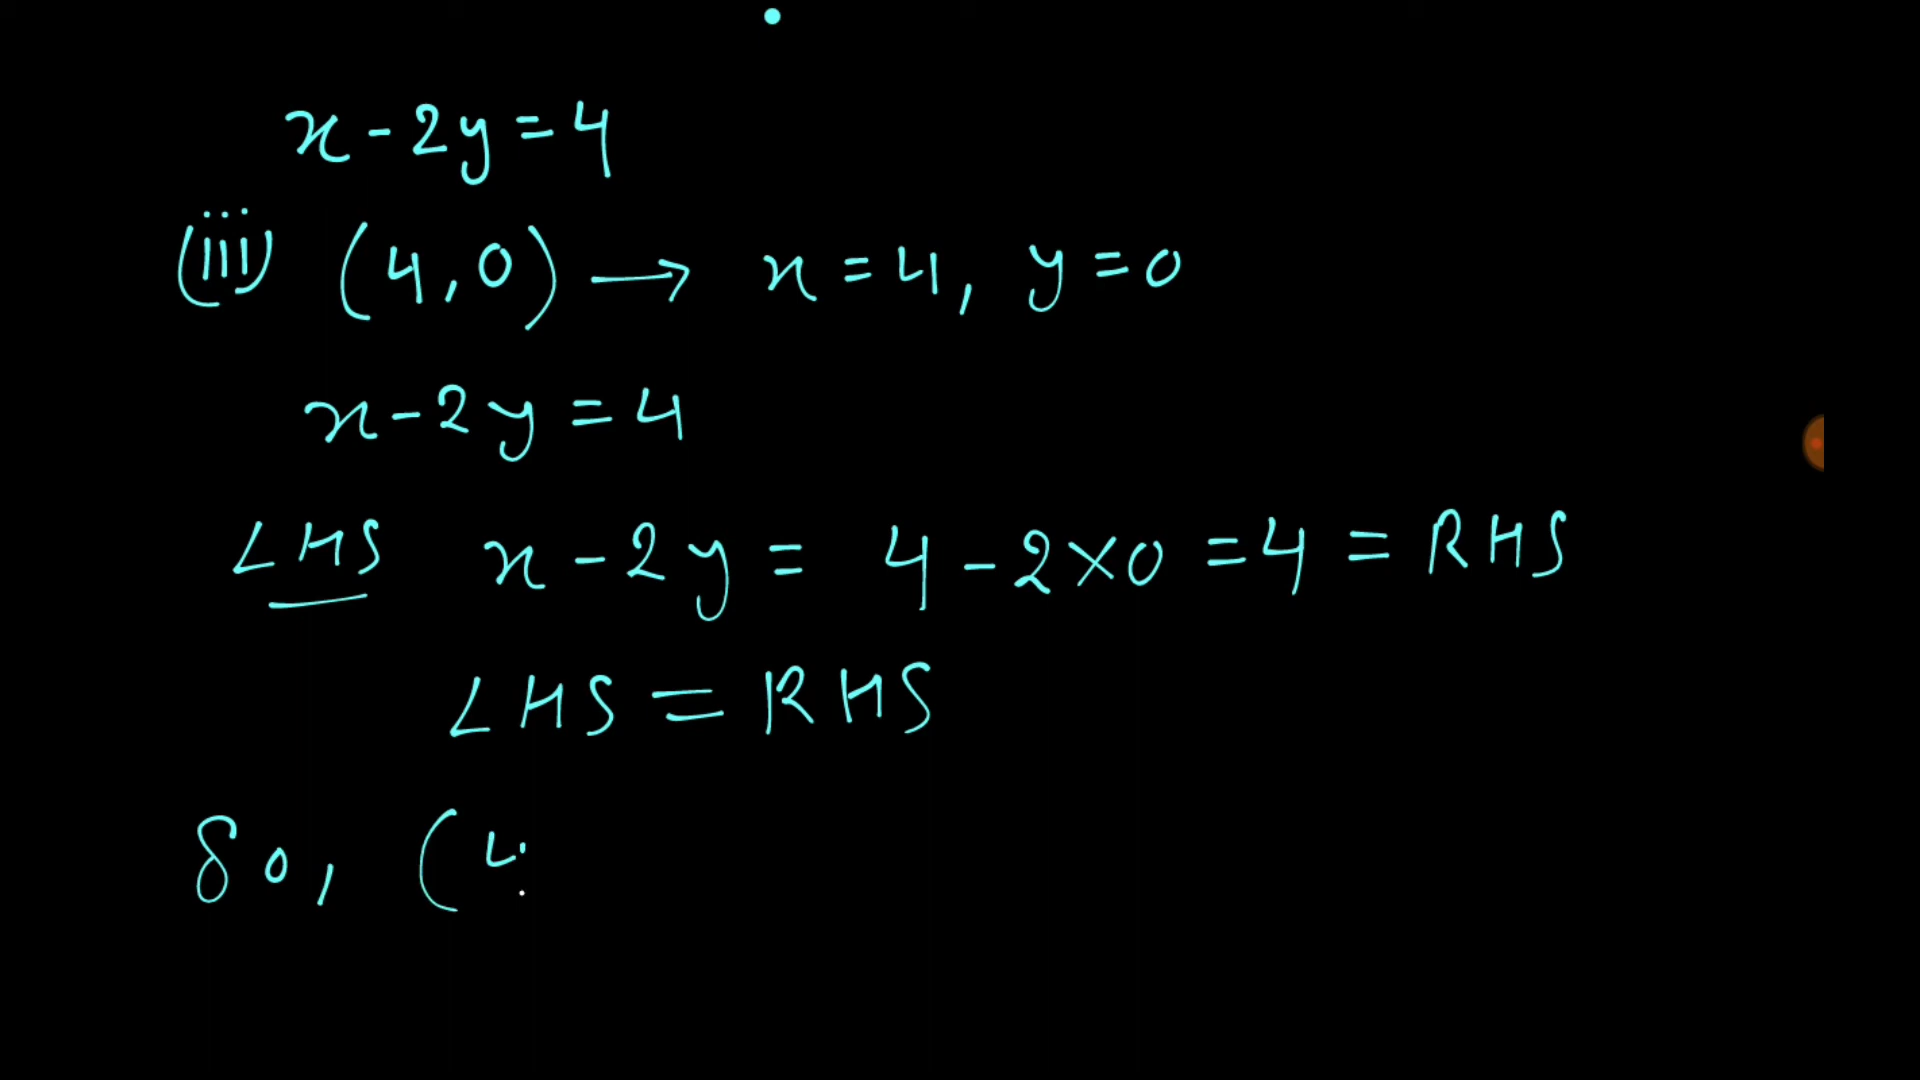 x - 2y = 4
(iii) (4,0) → x = 4, y = 0
x - 2y = 4
LHS x - 2y = 4 - 2×0 = 4 = RHS
LHS = RHS
So, (4